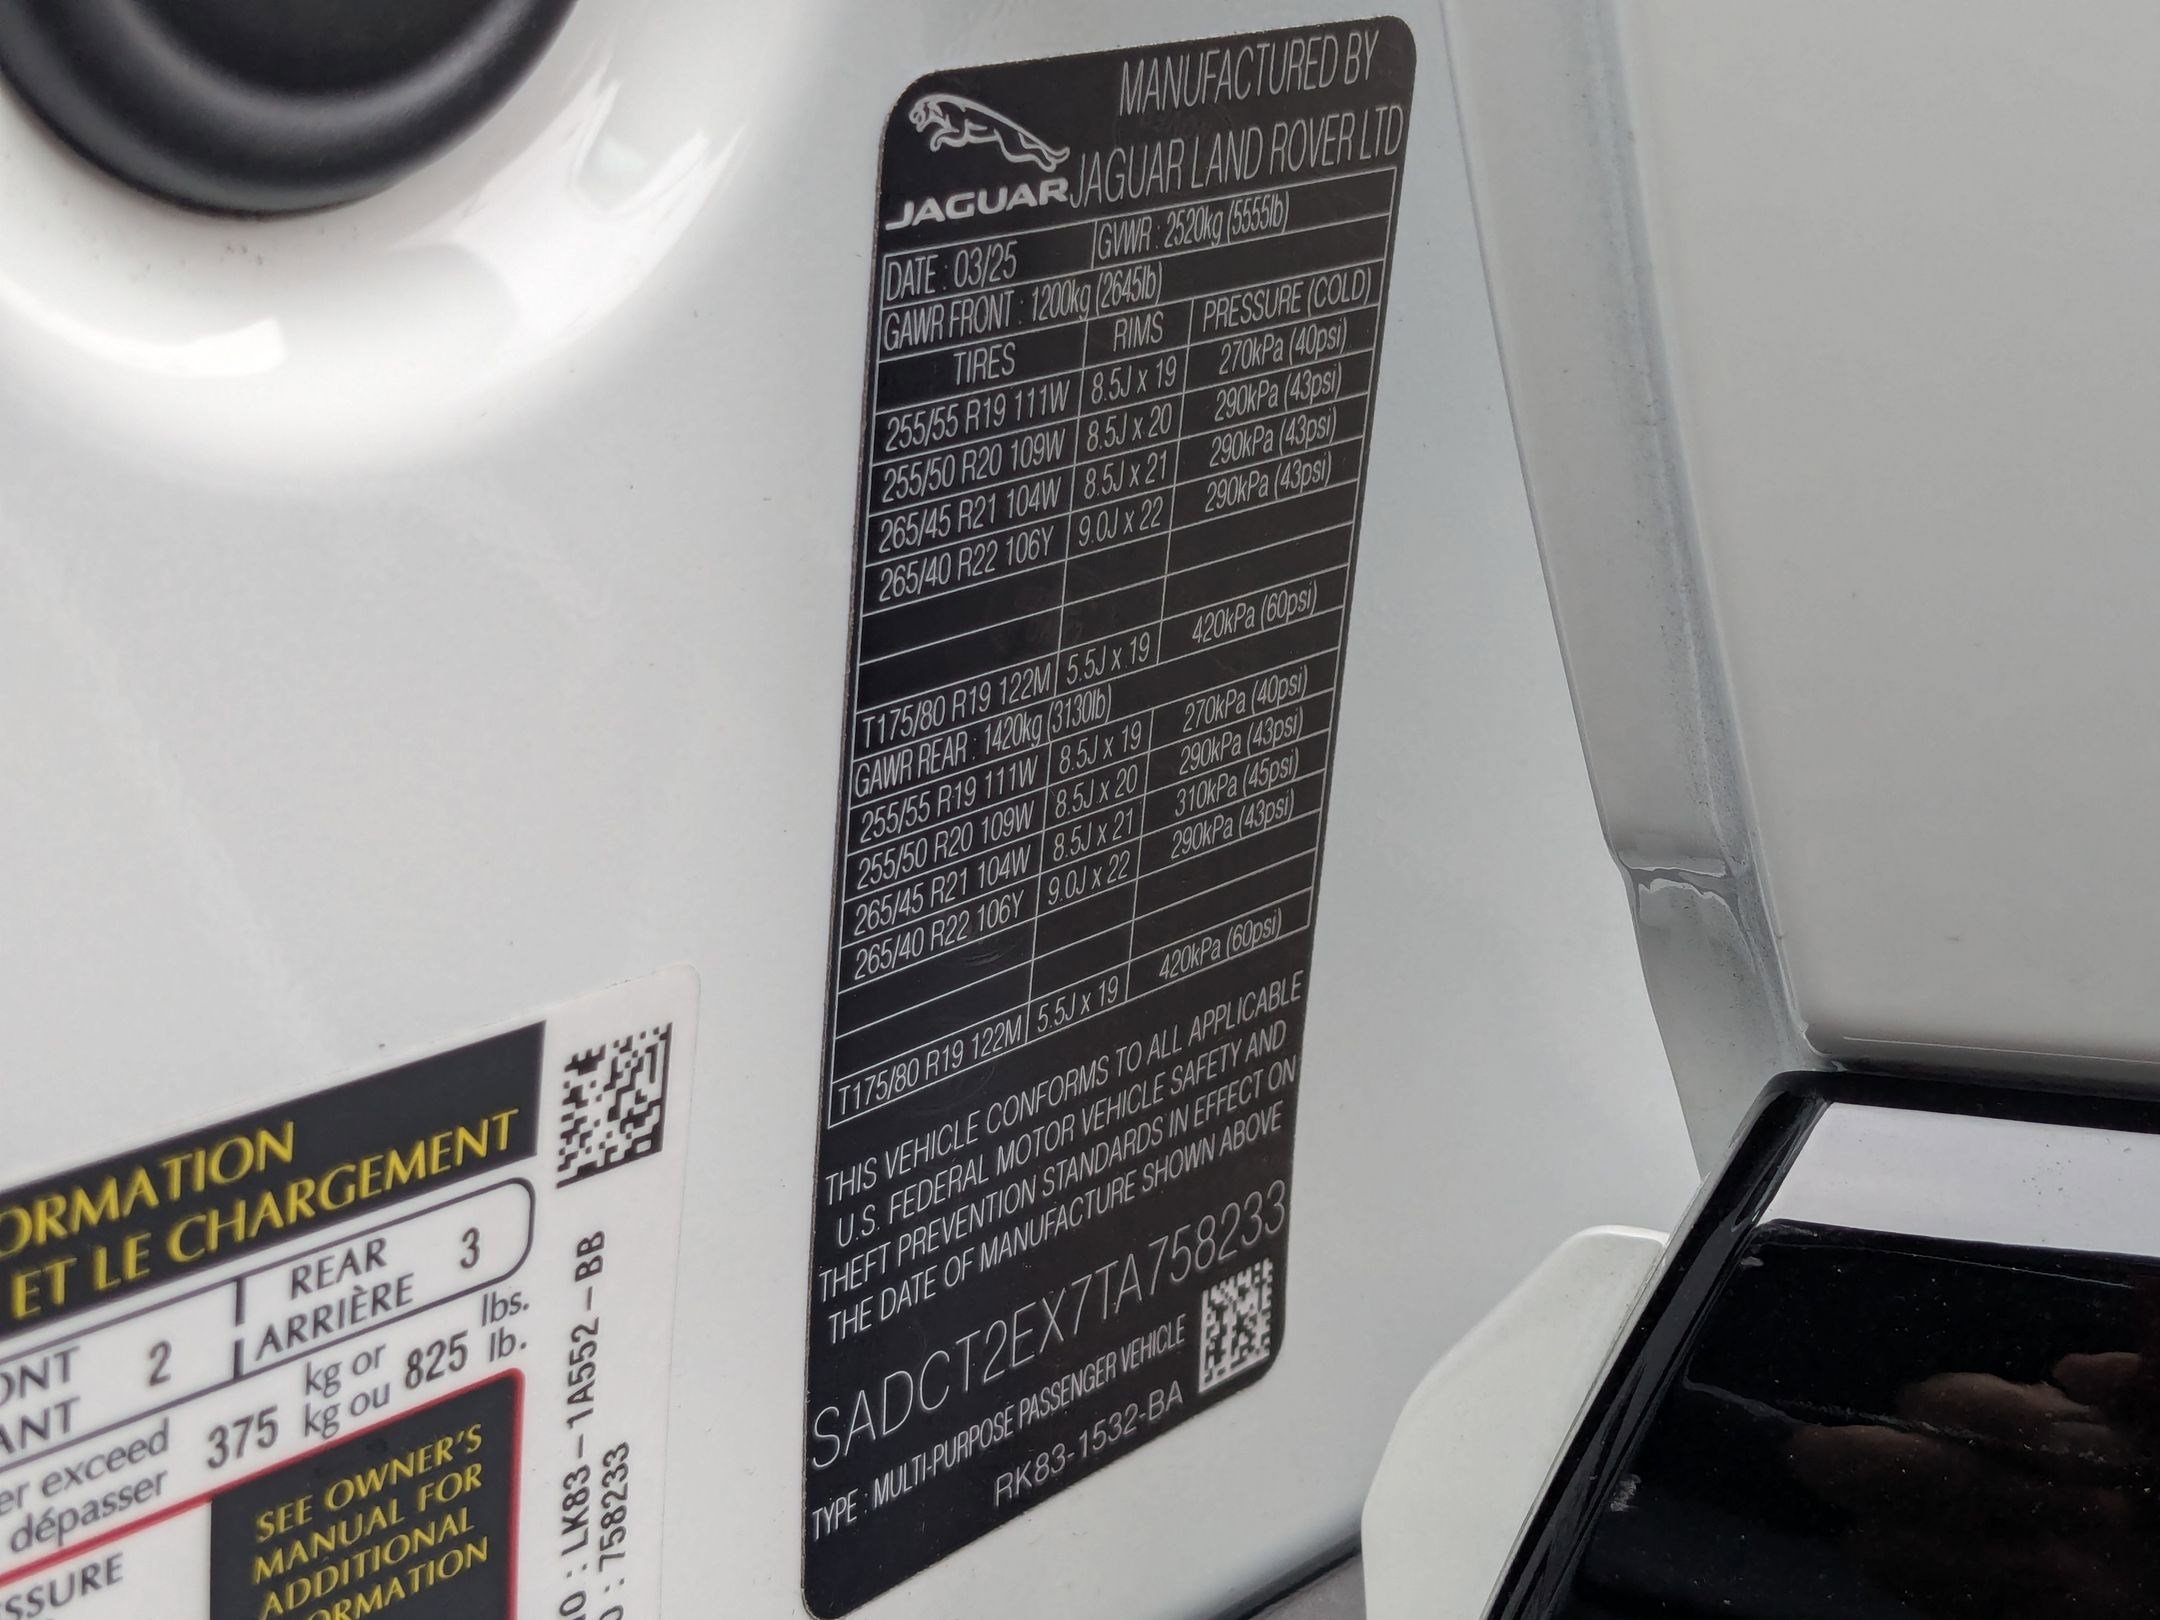 MANUFACTURED BY
JAGUAR JAGUAR LAND ROVER LTD
DATE : 03/25 GVWR : 2520kg (5555lb)
GAWR FRONT : 1200kg (2645lb)
TIRES RIMS PRESSURE (COLD)
255/55 R19 111W 8.5J x 19 270kPa (40psi)
255/50 R20 109W 8.5J x 20 290kPa (43psi)
265/45 R21 104W 8.5J x 21 290kPa (43psi)
265/40 R22 106Y 9.0J x 22 290kPa (43psi)
T175/80 R19 122M 5.5J x 19 420kPa (60psi)
GAWR REAR : 1420kg (3130lb)
255/55 R19 111W 8.5J x 19 270kPa (40psi)
255/50 R20 109W 8.5J x 20 290kPa (43psi)
265/45 R21 104W 8.5J x 21 310kPa (45psi)
265/40 R22 106Y 9.0J x 22 290kPa (43psi)
T175/80 R19 122M 5.5J x 19 420kPa (60psi)
THIS VEHICLE CONFORMS TO ALL APPLICABLE
U.S. FEDERAL MOTOR VEHICLE SAFETY AND
THEFT PREVENTION STANDARDS IN EFFECT ON
THE DATE OF MANUFACTURE SHOWN ABOVE
SADCT2EX7TA758233
TYPE : MULTI-PURPOSE PASSENGER VEHICLE
RK83-1532-BA
ORMATION
ET LE CHARGEMENT
ONT 2 REAR 3
ANT ARRIÈRE
er exceed 375 kg or 825 lbs.
dépasser kg ou lb.
SSURE
SEE OWNER'S
MANUAL FOR
ADDITIONAL
ORMATION
: LK83-1A552-BB
: 758233